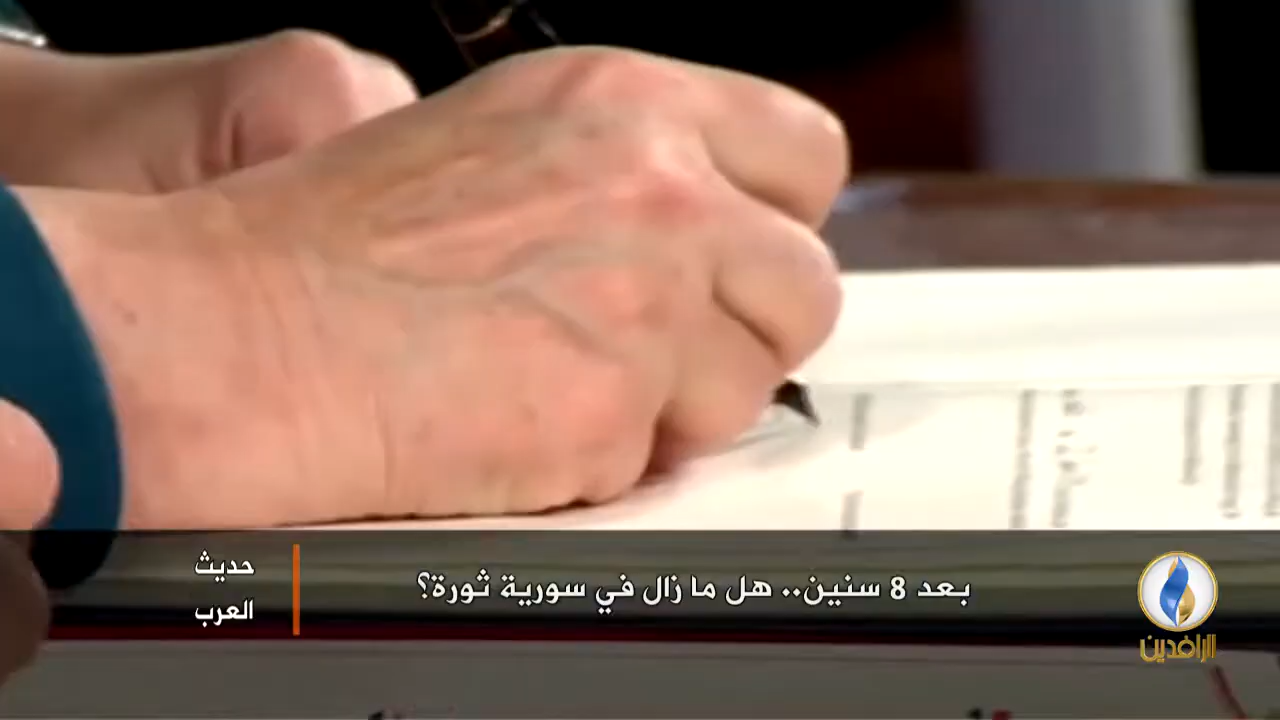 بعد 8 سنين.. هل ما زال في سورية ثورة؟
حديث
العرب
الرافدين